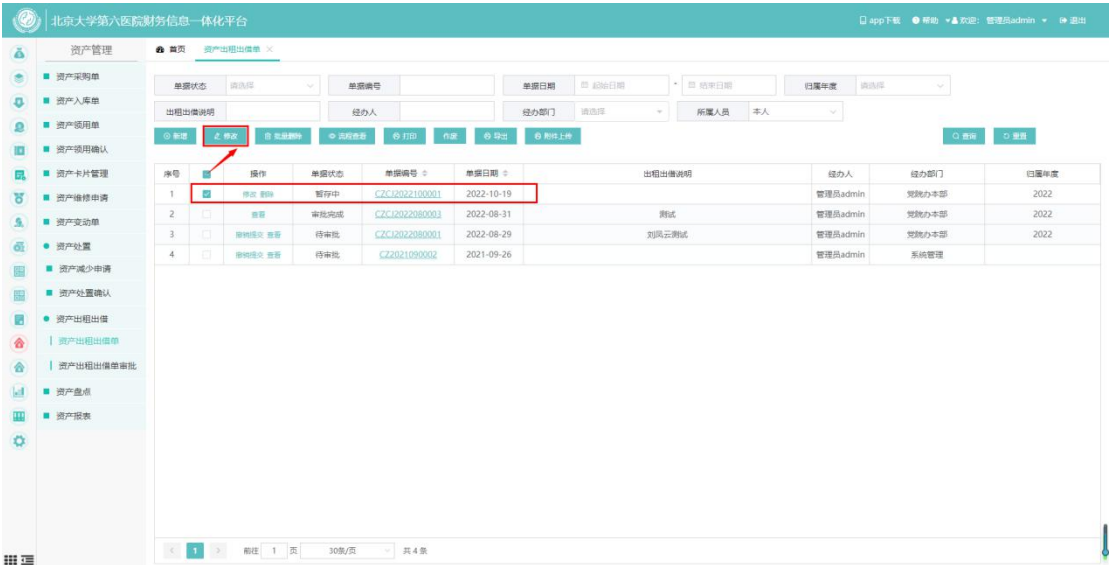 北京大学第六医院财务信息一体化平台 app下载 帮助 欢迎: 管理员admin 退出
资产管理 首页 资产出租出借单 ×
资产采购单
资产入库单
资产领用单
资产领用确认
资产卡片管理
资产维修申请
资产变动单
资产处置
资产减少申请
资产处置确认
资产出租出借
资产出租出借单
资产出租出借单审批
资产盘点
资产报表
单据状态 请选择 单据编号 单据日期 起始日期 - 结束日期 归属年度 请选择
出租出借说明 经办人 经办部门 请选择 所属人员 本人
新增 修改 批量删除 流程查看 打印 作废 导出 附件上传 查询 重置
序号 操作 单据状态 单据编号 单据日期 出租出借说明 经办人 经办部门 归属年度
1 修改 删除 暂存中 CZCJ2022100001 2022-10-19 管理员admin 党院办本部 2022
2 查看 审批完成 CZCJ2022080003 2022-08-31 测试 管理员admin 党院办本部 2022
3 撤销提交 查看 待审批 CZCJ2022080001 2022-08-29 刘凤云测试 管理员admin 党院办本部 2022
4 撤销提交 查看 待审批 CZ2021090002 2021-09-26 管理员admin 系统管理
< 1 > 前往 1 页 30条/页 共 4 条